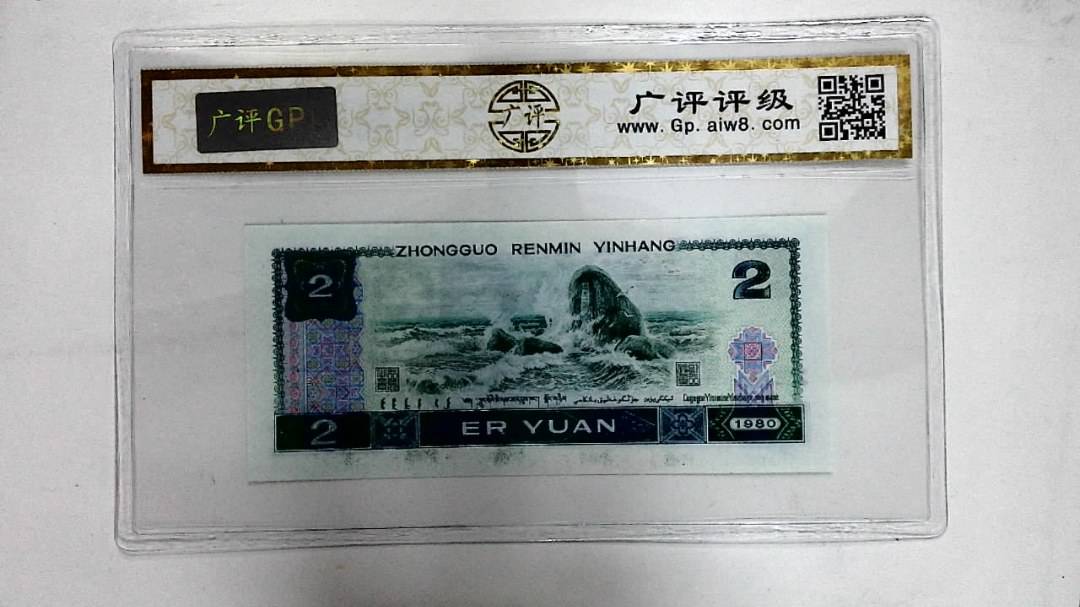 广评GP
广评
广评评级
www.Gp.aiw8.com
ZHONGGUO RENMIN YINHANG
2
2
2
ER YUAN
1980